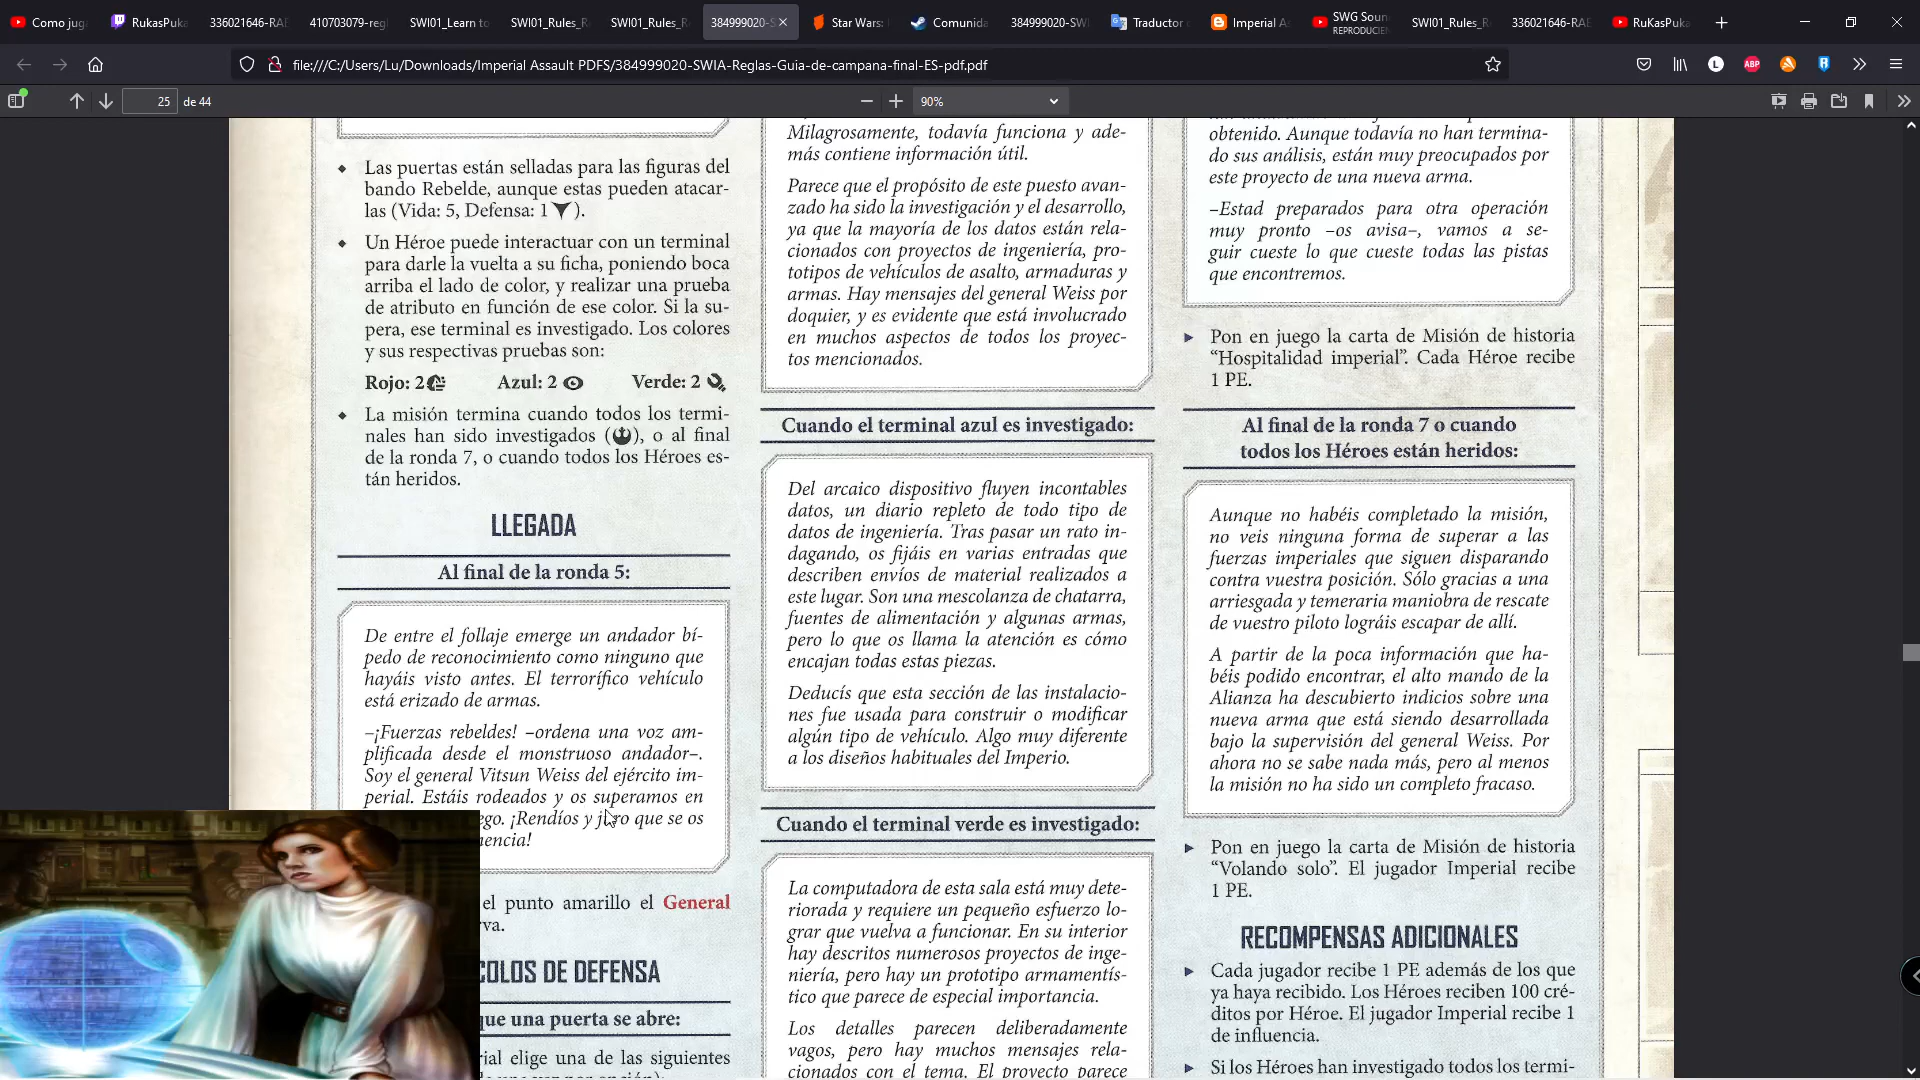 Como jug
RukasPuka
336021646-RAE
410703079-regl
SWI01_Learn to
SWI01_Rules_R
SWI01_Rules_R
384999020-S
Star Wars:
Comunida
384999020-SW
Traductor
Imperial As
SWG Soun
REPRODUCIEN
SWI01_Rules_R
336021646-RAE
RuKasPuka
file:///C:/Users/Lu/Downloads/Imperial Assault PDFS/384999020-SWIA-Reglas-Guia-de-campana-final-ES-pdf.pdf
25 de 44
90%
Las puertas están selladas para las figuras del
bando Rebelde, aunque estas pueden atacar-
las (Vida: 5, Defensa: 1 ).
Un Héroe puede interactuar con un terminal
para darle la vuelta a su ficha, poniendo boca
arriba el lado de color, y realizar una prueba
de atributo en función de ese color. Si la su-
pera, ese terminal es investigado. Los colores
y sus respectivas pruebas son:
Rojo: 2 Azul: 2 Verde: 2
La misión termina cuando todos los termi-
nales han sido investigados ( ), o al final
de la ronda 7, o cuando todos los Héroes es-
tán heridos.
LLEGADA
Al final de la ronda 5:
De entre el follaje emerge un andador bí-
pedo de reconocimiento como ninguno que
hayáis visto antes. El terrorífico vehículo
está erizado de armas.
–¡Fuerzas rebeldes! –ordena una voz am-
plificada desde el monstruoso andador–.
Soy el general Vitsun Weiss del ejército im-
perial. Estáis rodeados y os superamos en
ego. ¡Rendíos y juro que se os
encia!
el punto amarillo el General
rva.
COLOS DE DEFENSA
que una puerta se abre:
rial elige una de las siguientes
Milagrosamente, todavía funciona y ade-
más contiene información útil.
Parece que el propósito de este puesto avan-
zado ha sido la investigación y el desarrollo,
ya que la mayoría de los datos están rela-
cionados con proyectos de ingeniería, pro-
totipos de vehículos de asalto, armaduras y
armas. Hay mensajes del general Weiss por
doquier, y es evidente que está involucrado
en muchos aspectos de todos los proyec-
tos mencionados.
Cuando el terminal azul es investigado:
Del arcaico dispositivo fluyen incontables
datos, un diario repleto de todo tipo de
datos de ingeniería. Tras pasar un rato in-
dagando, os fijáis en varias entradas que
describen envíos de material realizados a
este lugar. Son una mescolanza de chatarra,
fuentes de alimentación y algunas armas,
pero lo que os llama la atención es cómo
encajan todas estas piezas.
Deducís que esta sección de las instalacio-
nes fue usada para construir o modificar
algún tipo de vehículo. Algo muy diferente
a los diseños habituales del Imperio.
Cuando el terminal verde es investigado:
La computadora de esta sala está muy dete-
riorada y requiere un pequeño esfuerzo lo-
grar que vuelva a funcionar. En su interior
hay descritos numerosos proyectos de inge-
niería, pero hay un prototipo armamentís-
tico que parece de especial importancia.
Los detalles parecen deliberadamente
vagos, pero hay muchos mensajes rela-
cionados con el tema. El proyecto parece
obtenido. Aunque todavía no han termina-
do sus análisis, están muy preocupados por
este proyecto de una nueva arma.
–Estad preparados para otra operación
muy pronto –os avisa–, vamos a se-
guir cueste lo que cueste todas las pistas
que encontremos.
Pon en juego la carta de Misión de historia
“Hospitalidad imperial”. Cada Héroe recibe
1 PE.
Al final de la ronda 7 o cuando
todos los Héroes están heridos:
Aunque no habéis completado la misión,
no veis ninguna forma de superar a las
fuerzas imperiales que siguen disparando
contra vuestra posición. Sólo gracias a una
arriesgada y temeraria maniobra de rescate
de vuestro piloto lográis escapar de allí.
A partir de la poca información que ha-
béis podido encontrar, el alto mando de la
Alianza ha descubierto indicios sobre una
nueva arma que está siendo desarrollada
bajo la supervisión del general Weiss. Por
ahora no se sabe nada más, pero al menos
la misión no ha sido un completo fracaso.
Pon en juego la carta de Misión de historia
“Volando solo”. El jugador Imperial recibe
1 PE.
RECOMPENSAS ADICIONALES
Cada jugador recibe 1 PE además de los que
ya haya recibido. Los Héroes reciben 100 cré-
ditos por Héroe. El jugador Imperial recibe 1
de influencia.
Si los Héroes han investigado todos los termi-